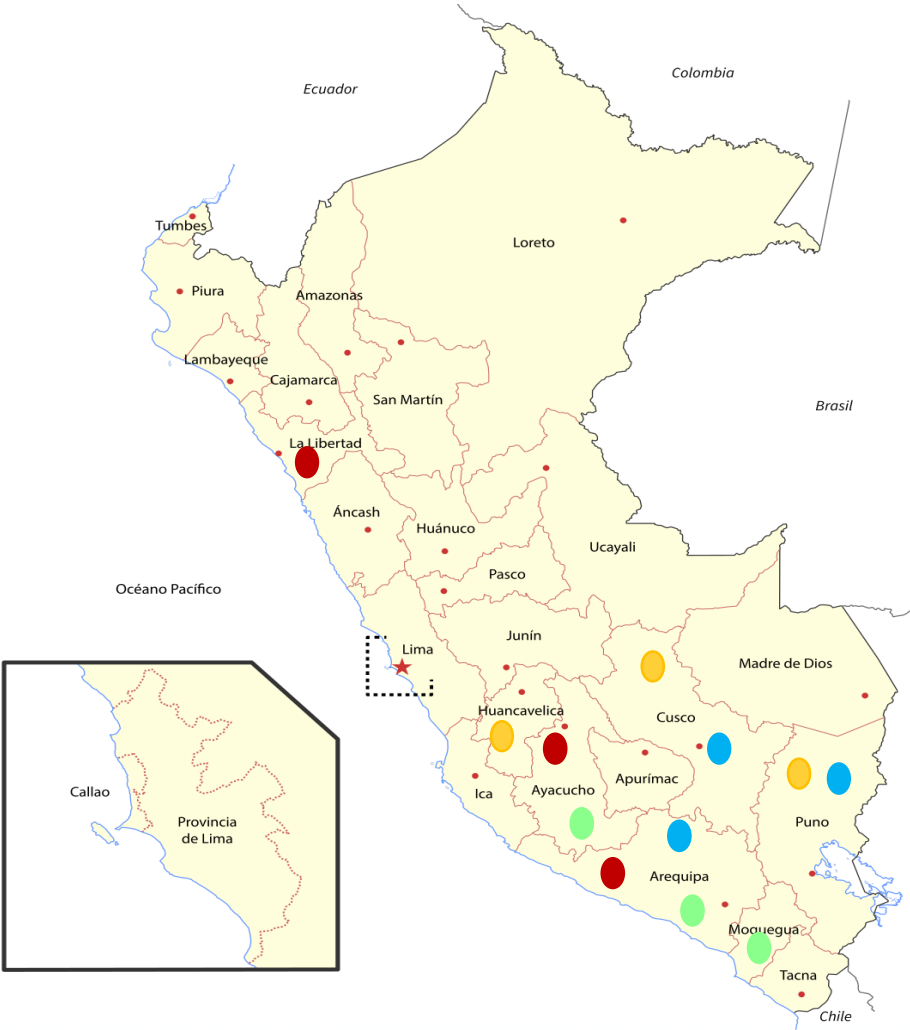 Colombia
Ecuador
Tumbes
Loreto
Piura
Amazonas
Lambayeque
Cajamarca
San Martín
Brasil
La Libertad
Áncash
Huánuco
Ucayali
Pasco
Océano Pacífico
Junín
Lima
Madre de Dios
Huancavelica
Cusco
Apurímac
Ayacucho
Ica
Callao
Provincia
de Lima
Puno
Arequipa
Moquegua
Tacna
Chile